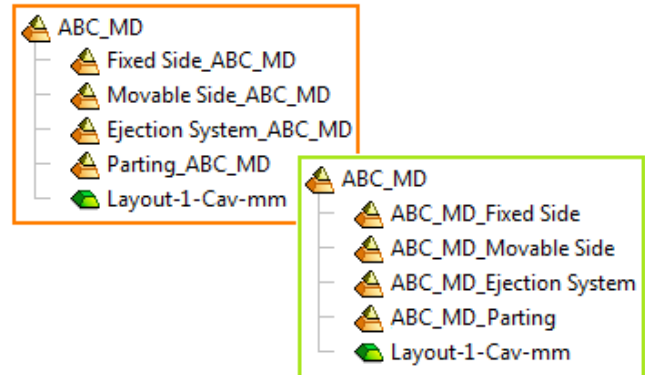 ABC_MD
Fixed Side_ABC_MD
Movable Side_ABC_MD
Ejection System_ABC_MD
Parting_ABC_MD
Layout-1-Cav-mm
ABC_MD
ABC_MD_Fixed Side
ABC_MD_Movable Side
ABC_MD_Ejection System
ABC_MD_Parting
Layout-1-Cav-mm